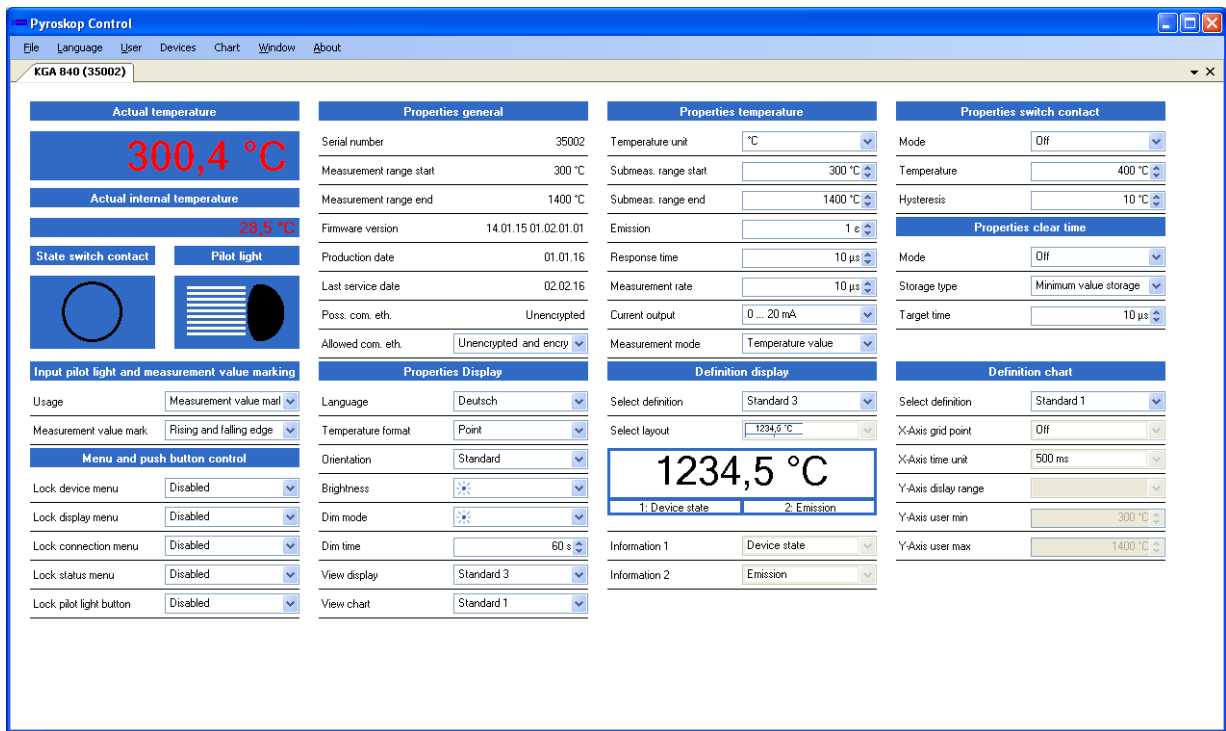 Pyroskop Control
File Language User Devices Chart Window About
KGA 840 (35002)
Actual temperature
300,4 °C
Actual internal temperature
28,5 °C
State switch contact Pilot light
Input pilot light and measurement value marking
Usage Measurement value marl
Measurement value mark Rising and falling edge
Menu and push button control
Lock device menu Disabled
Lock display menu Disabled
Lock connection menu Disabled
Lock status menu Disabled
Lock pilot light button Disabled
Properties general
Serial number 35002
Measurement range start 300 °C
Measurement range end 1400 °C
Firmware version 14.01.15 01.02.01.01
Production date 01.01.16
Last service date 02.02.16
Poss. com. eth. Unencrypted
Allowed com. eth. Unencrypted and encry
Properties Display
Language Deutsch
Temperature format Point
Orientation Standard
Brightness
Dim mode
Dim time 60 s
View display Standard 3
View chart Standard 1
Properties temperature
Temperature unit °C
Submeas. range start 300 °C
Submeas. range end 1400 °C
Emission 1 ε
Response time 10 µs
Measurement rate 10 µs
Current output 0 ... 20 mA
Measurement mode Temperature value
Definition display
Select definition Standard 3
Select layout 1234,5 °C
1234,5 °C
1: Device state 2: Emission
Information 1 Device state
Information 2 Emission
Properties switch contact
Mode Off
Temperature 400 °C
Hysteresis 10 °C
Properties clear time
Mode Off
Storage type Minimum value storage
Target time 10 µs
Definition chart
Select definition Standard 1
X-Axis grid point Off
X-Axis time unit 500 ms
Y-Axis dislay range
Y-Axis user min 300 °C
Y-Axis user max 1400 °C